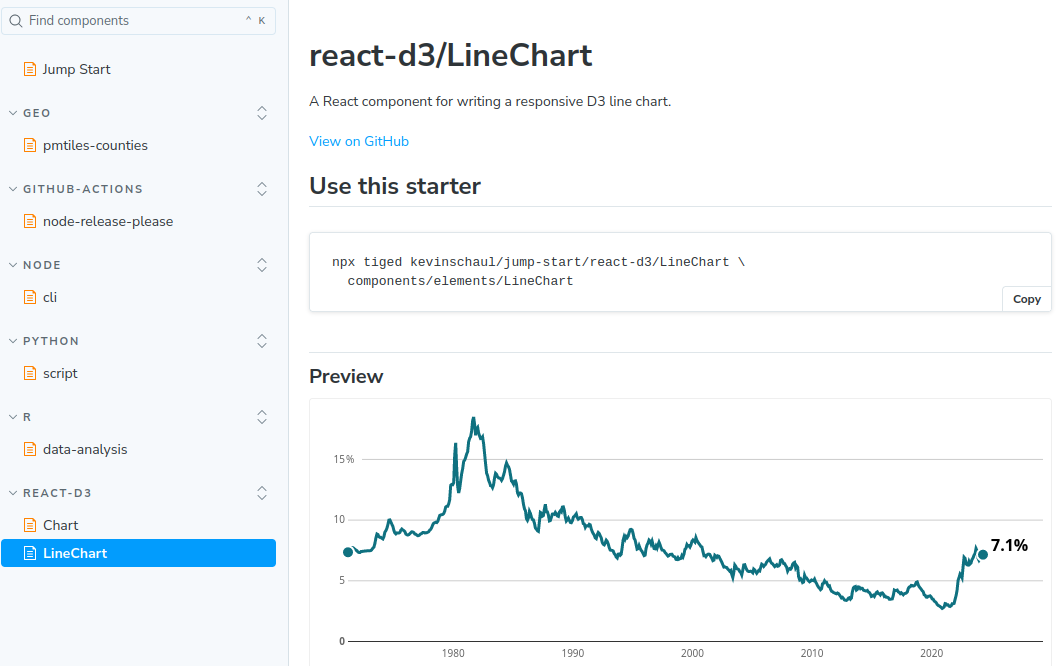 Find components
^ K
Jump Start
GEO
pmtiles-counties
GITHUB-ACTIONS
node-release-please
NODE
cli
PYTHON
script
R
data-analysis
REACT-D3
Chart
LineChart
react-d3/LineChart
A React component for writing a responsive D3 line chart.
View on GitHub
Use this starter
npx tiged kevinschaul/jump-start/react-d3/LineChart \
components/elements/LineChart
Copy
Preview
15%
10
5
0
7.1%
1980 1990 2000 2010 2020